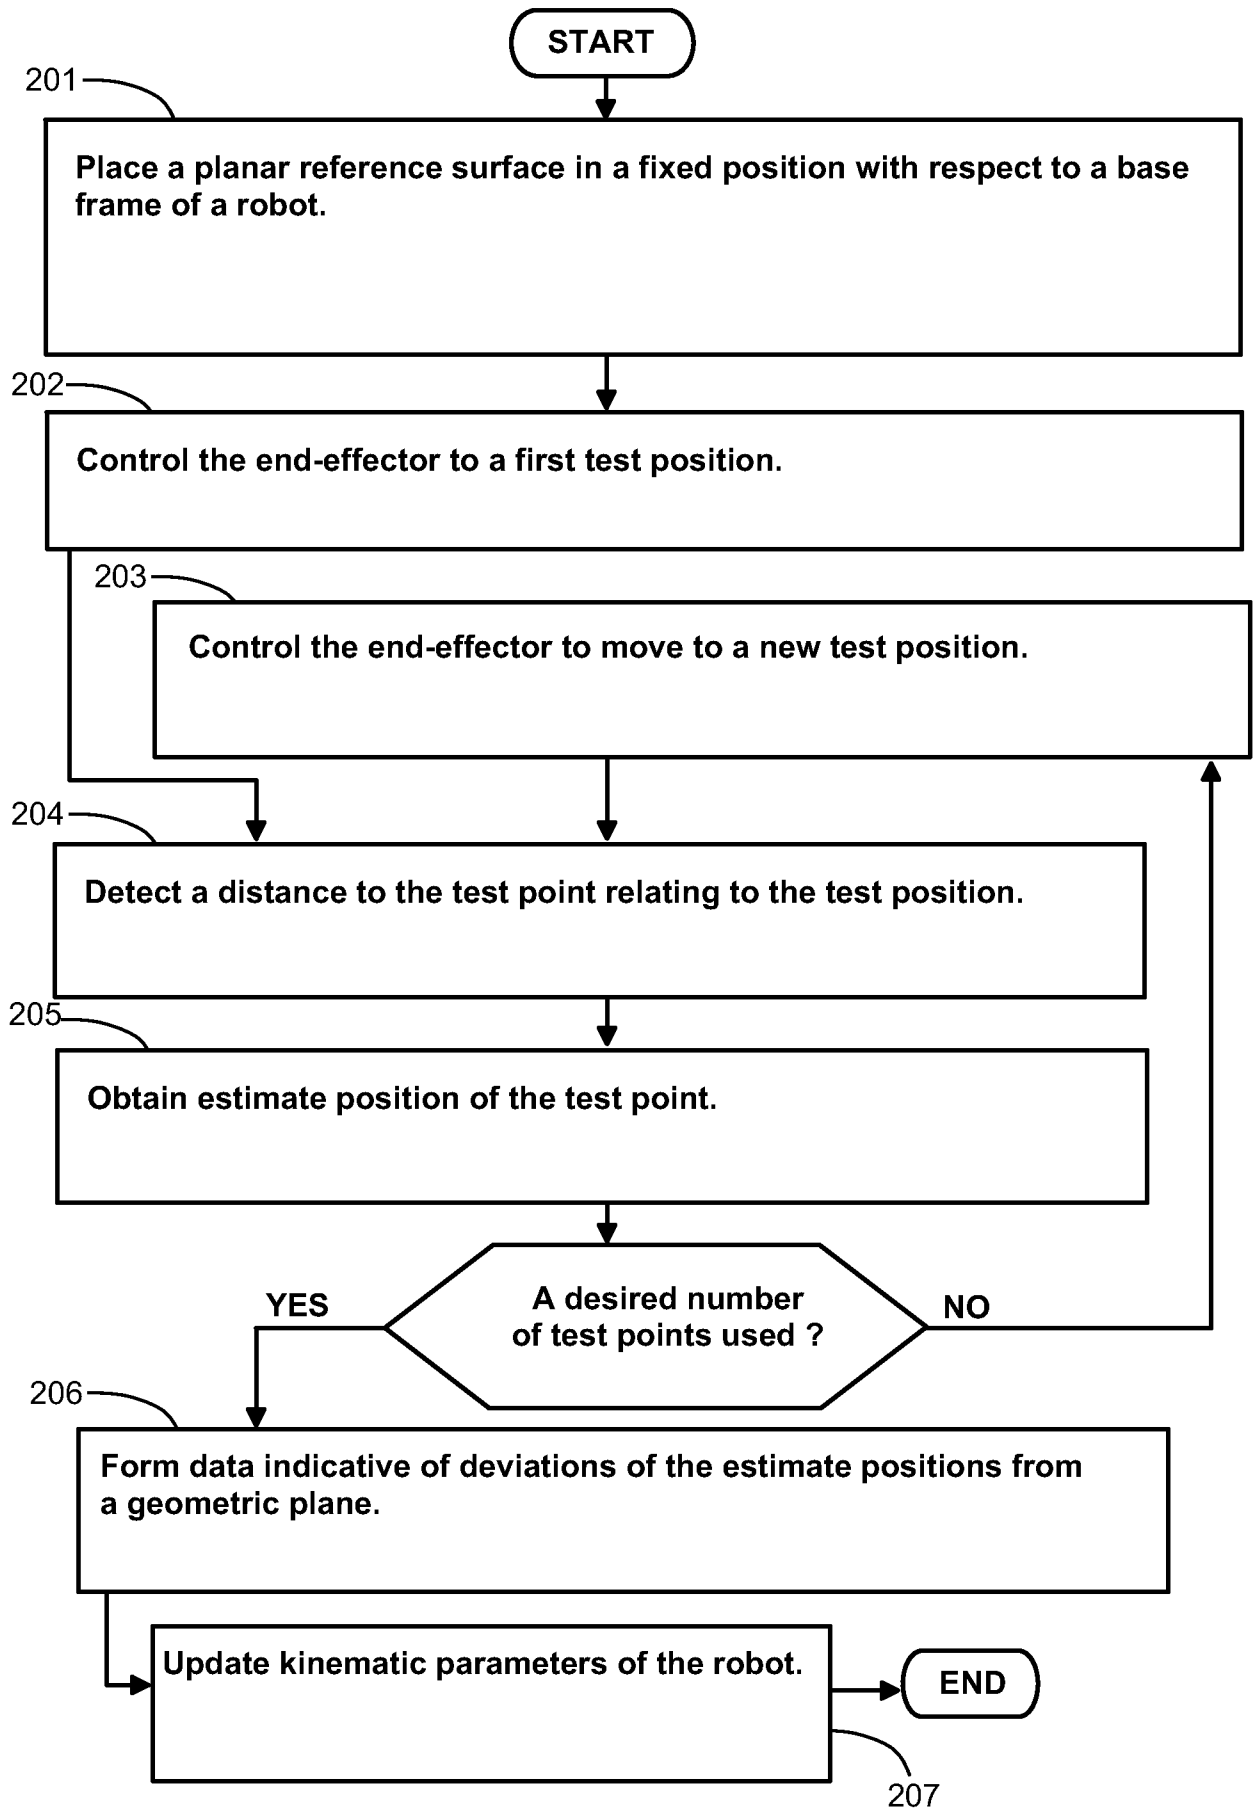 START
201
Place a planar reference surface in a fixed position with respect to a base
frame of a robot.
202
Control the end-effector to a first test position.
203
Control the end-effector to move to a new test position.
204
Detect a distance to the test point relating to the test position.
205
Obtain estimate position of the test point.
YES
A desired number
of test points used ?
NO
206
Form data indicative of deviations of the estimate positions from
a geometric plane.
Update kinematic parameters of the robot.
END
207